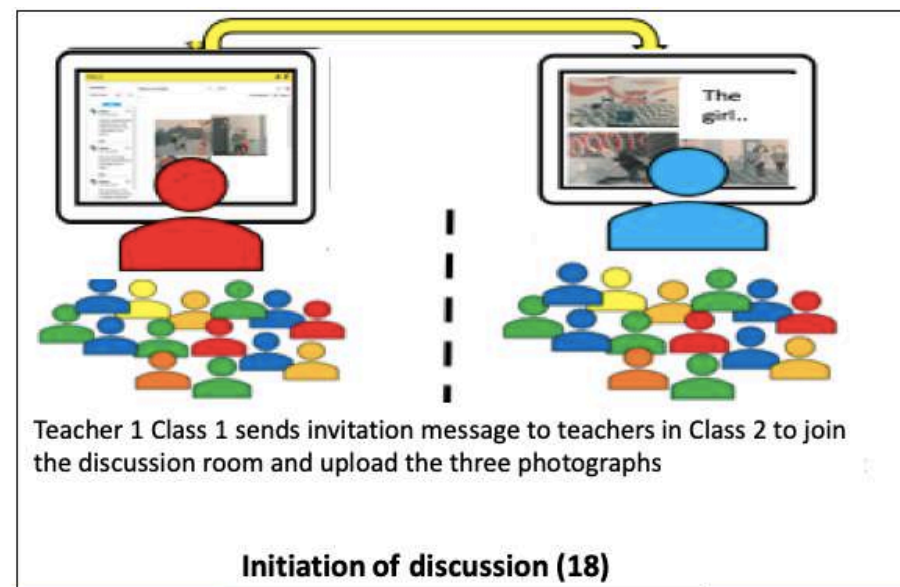 The
girl..
Teacher 1 Class 1 sends invitation message to teachers in Class 2 to join
the discussion room and upload the three photographs
Initiation of discussion (18)